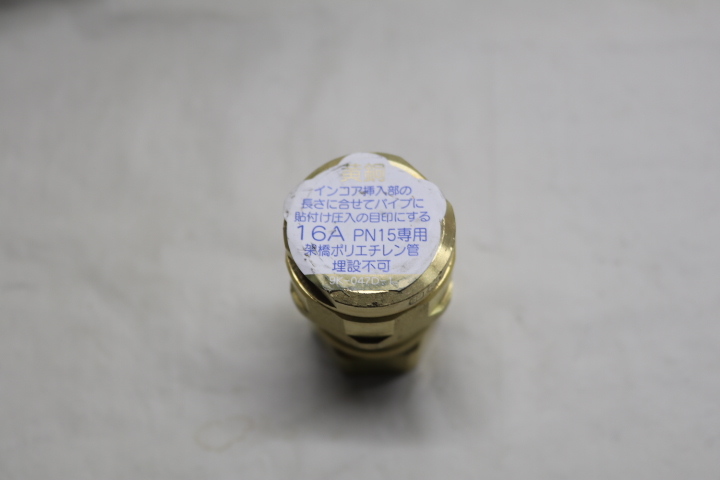 インコア挿入部の
長さに合せてパイプに
貼付け圧入の目印にする
16A PN15専用
架橋ポリエチレン管
埋設不可